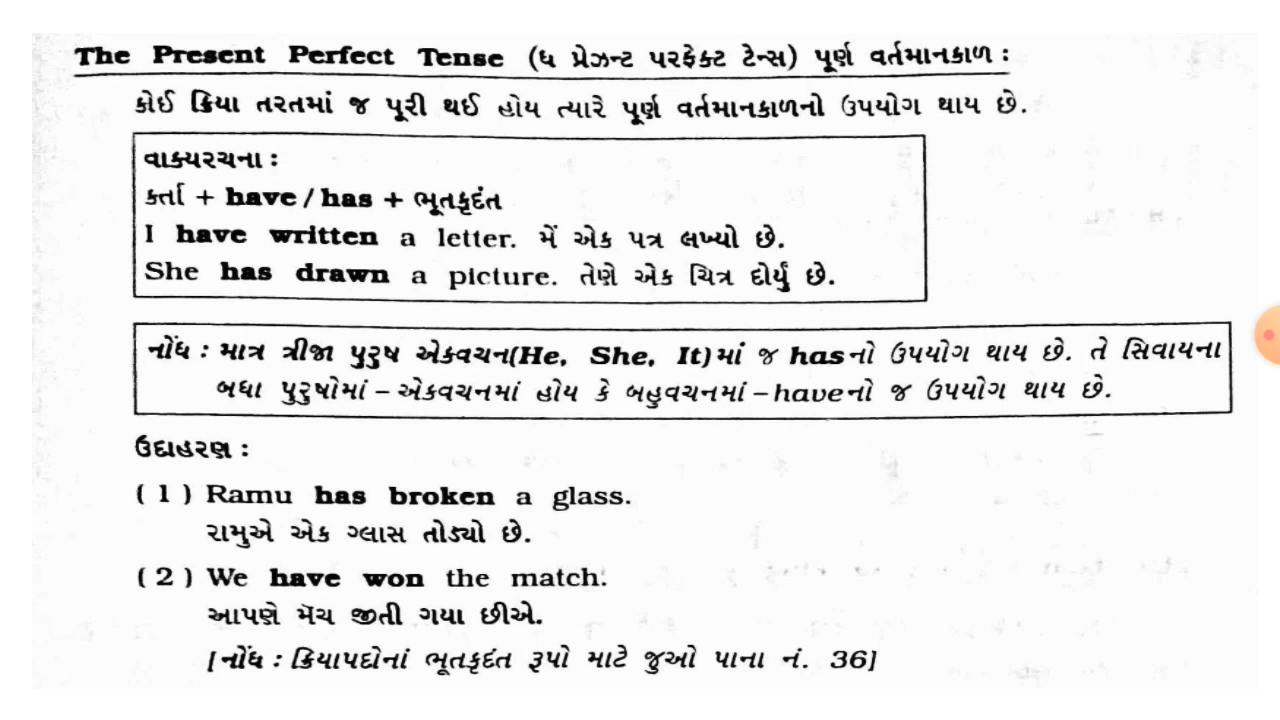 The Present Perfect Tense (ધ પ્રેઝન્ટ પરફેક્ટ ટેન્સ) પૂર્ણ વર્તમાનકાળ :
કોઈ ક્રિયા તરતમાં જ પૂરી થઈ હોય ત્યારે પૂર્ણ વર્તમાનકાળનો ઉપયોગ થાય છે.
વાક્યરચના :
કર્તા + have / has + ભૂતકૃદંત
I have written a letter. મેં એક પત્ર લખ્યો છે.
She has drawn a picture. તેણે એક ચિત્ર દોર્યું છે.
નોંધ : માત્ર ત્રીજા પુરુષ એકવચન(He, She, It)માં જ hasનો ઉપયોગ થાય છે. તે સિવાયના
બધા પુરુષોમાં – એકવચનમાં હોય કે બહુવચનમાં – haveનો જ ઉપયોગ થાય છે.
ઉદાહરણ :
( 1 ) Ramu has broken a glass.
રામુએ એક ગ્લાસ તોડ્યો છે.
( 2 ) We have won the match.
આપણે મૅચ જીતી ગયા છીએ.
[નોંધ : ક્રિયાપદોનાં ભૂતકૃદંત રૂપો માટે જુઓ પાના નં. 36]